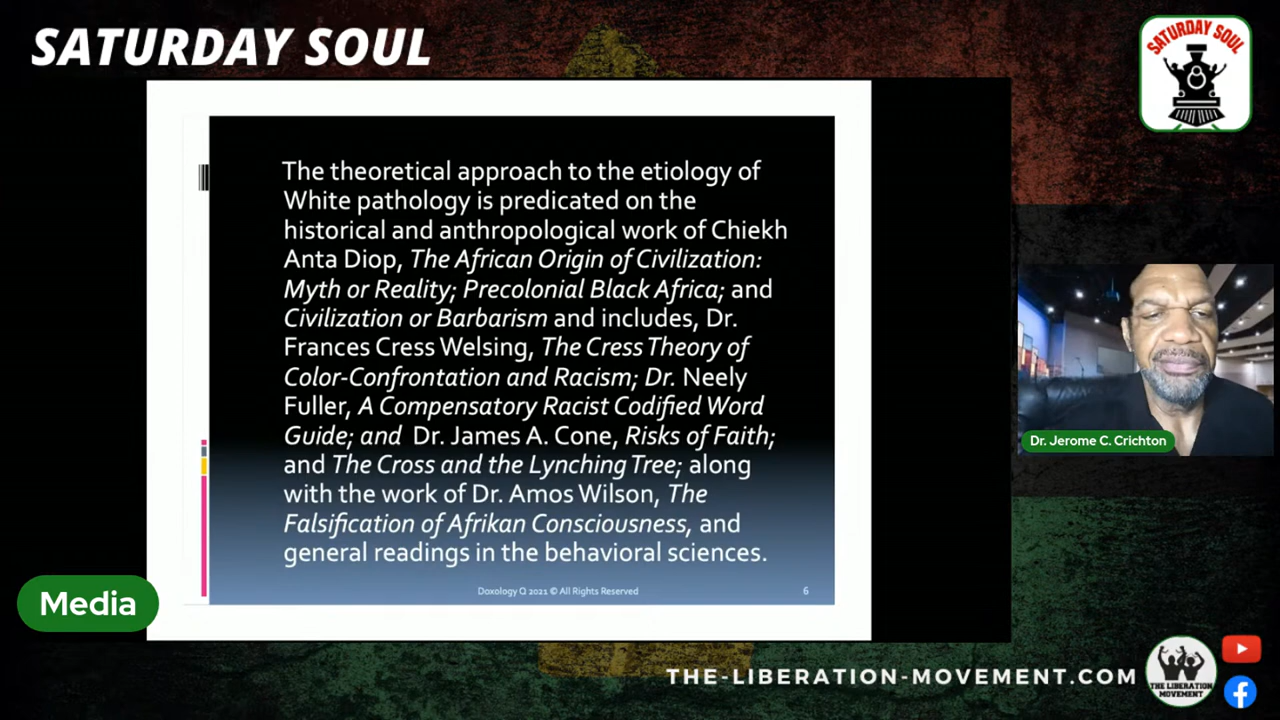 SATURDAY SOUL
SATURDAY SOUL
The theoretical approach to the etiology of
White pathology is predicated on the
historical and anthropological work of Chiekh
Anta Diop, The African Origin of Civilization:
Myth or Reality; Precolonial Black Africa; and
Civilization or Barbarism and includes, Dr.
Frances Cress Welsing, The Cress Theory of
Color-Confrontation and Racism; Dr. Neely
Fuller, A Compensatory Racist Codified Word
Guide; and Dr. James A. Cone, Risks of Faith;
and The Cross and the Lynching Tree; along
with the work of Dr. Amos Wilson, The
Falsification of Afrikan Consciousness, and
general readings in the behavioral sciences.
Doxology Q 2021 © All Rights Reserved
6
Dr. Jerome C. Crichton
Media
THE-LIBERATION-MOVEMENT.COM
THE LIBERATION
MOVEMENT